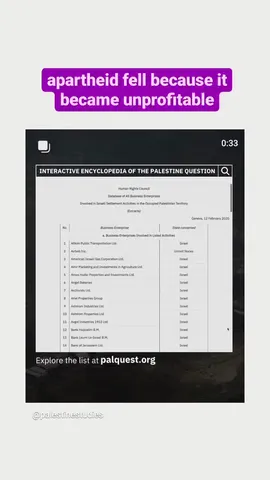 apartheid fell because it
became unprofitable
0:33
INTERACTIVE ENCYCLOPEDIA OF THE PALESTINE QUESTION
Human Rights Council
Database of All Business Enterprises
Involved in Israeli Settlement Activities in the Occupied Palestinian Territory
Geneva, 12 February 2020
No.
Business Enterprise
State concerned
a. Business Enterprises Involved in Listed Activities
1 Afikim Public Transportation Ltd. Israel
2 Airbnb Inc. United States
3 American Israeli Gas Corporation Ltd. Israel
4 Amir Marketing and Investments in Agriculture Ltd. Israel
5 Amos Hadar Properties and Investments Ltd. Israel
6 Angel Bakeries Israel
7 Archivists Ltd. Israel
8 Ariel Properties Group Israel
9 Ashtrom Industries Ltd. Israel
10 Ashtrom Properties Ltd. Israel
11 Avgol Industries 1953 Ltd. Israel
12 Bank Hapoalim B.M. Israel
13 Bank Leumi Le-Israel B.M. Israel
14 Bank of Jerusalem Ltd. Israel
Explore the list at palquest.org
@palestinestudies